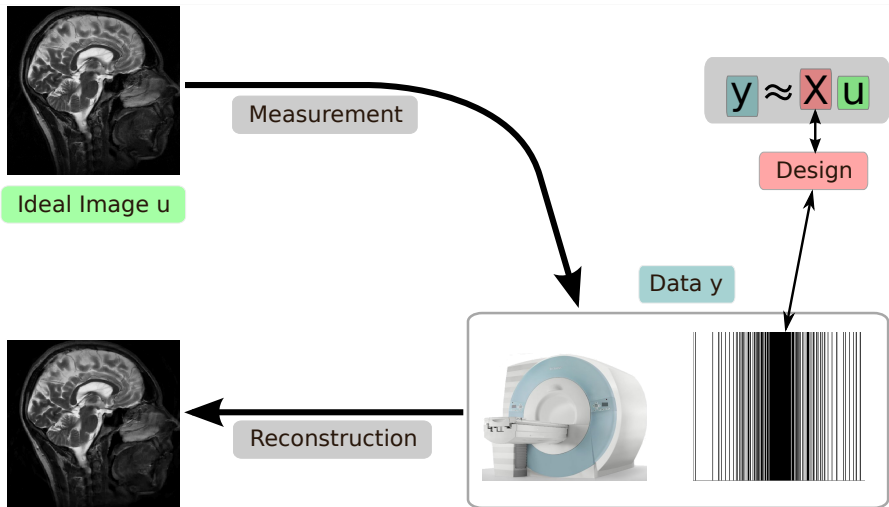 Measurement
y ≈ X u
Design
Ideal Image u
Data y
Reconstruction